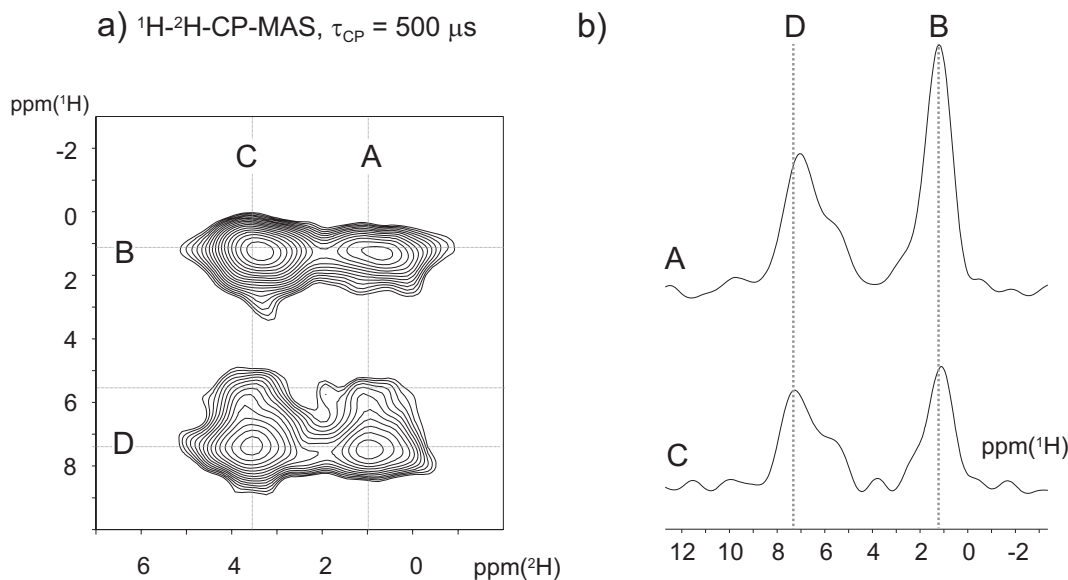 a) ¹H-²H-CP-MAS, τCP = 500 μs
ppm(¹H)
-2
0
2
4
6
8
C A
B
D
6 4 2 0 ppm(²H)
b)
D B
A
C
ppm(¹H)
12 10 8 6 4 2 0 -2